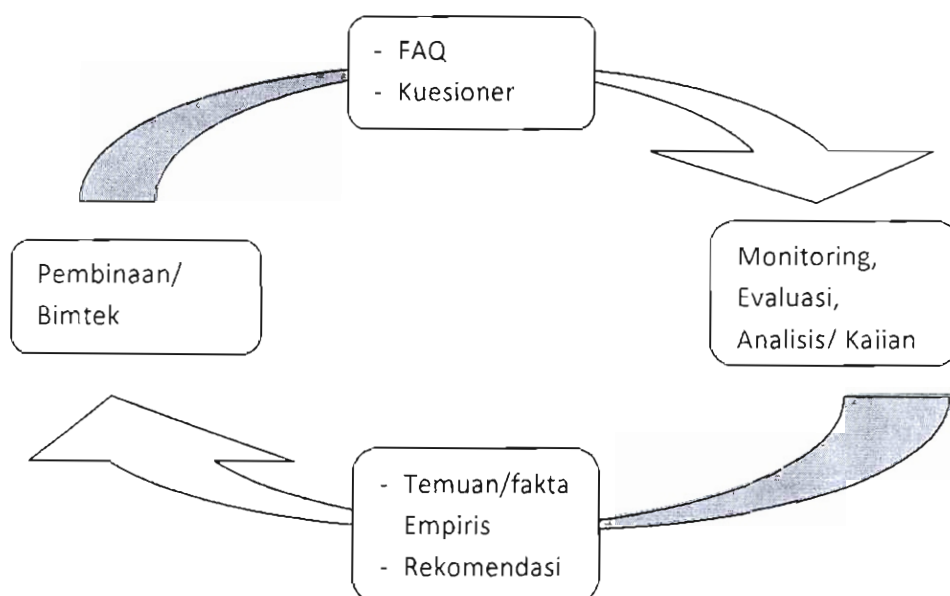 - FAQ
- Kuesioner
Pembinaan/
Bimtek
Monitoring,
Evaluasi,
Analisis/ Kajian
- Temuan/fakta
Empiris
- Rekomendasi